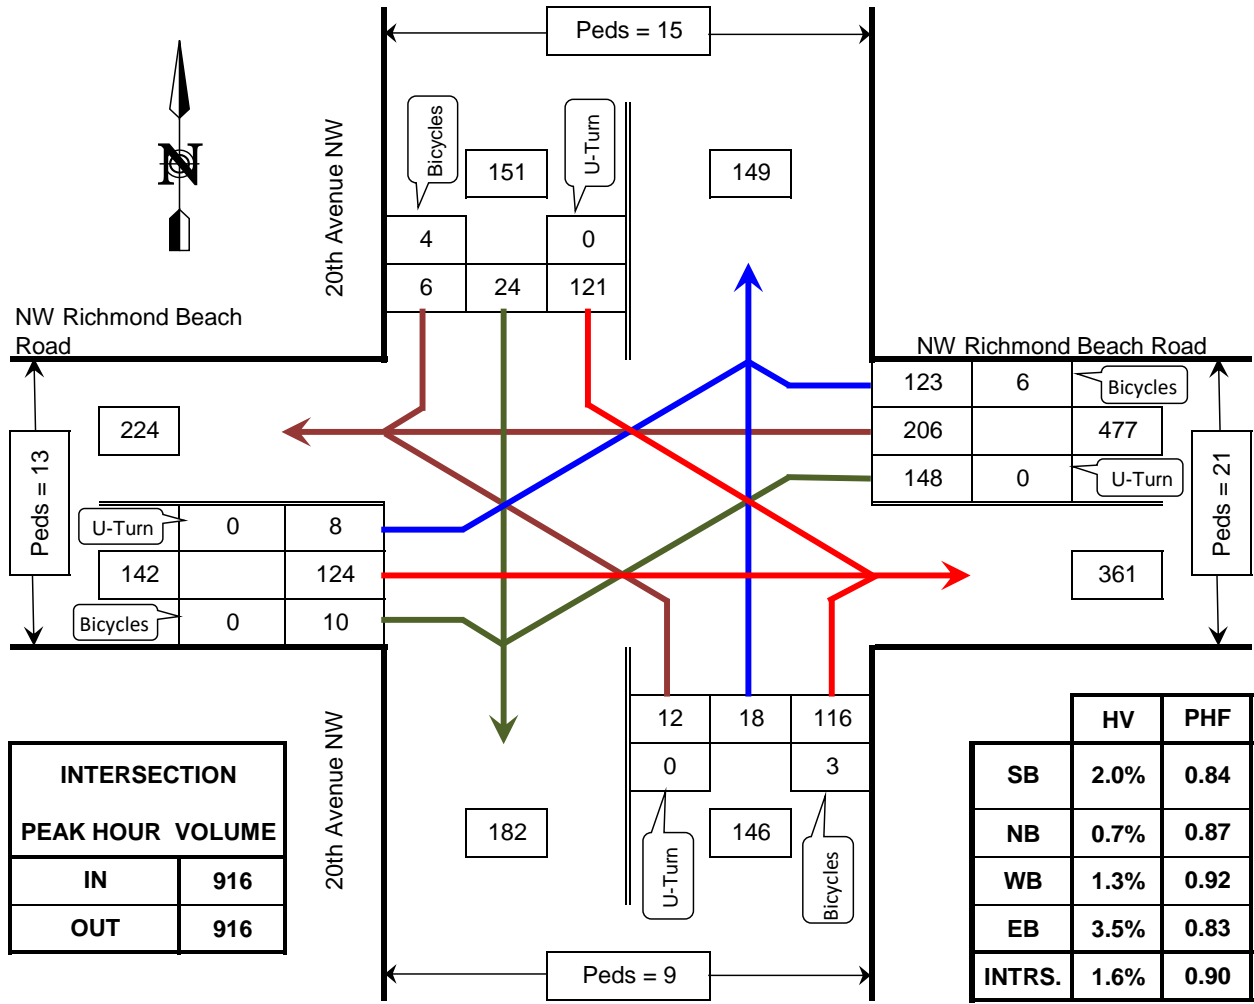 Peds = 15
N
20th Avenue NW
Bicycles
151
U-Turn
149
4
0
6
24
121
NW Richmond Beach
Road
NW Richmond Beach Road
123
6
Bicycles
224
206
477
148
0
U-Turn
Peds = 13
Peds = 21
U-Turn
0
8
142
124
361
Bicycles
0
10
12
18
116
0
3
20th Avenue NW
182
146
U-Turn
Bicycles
Peds = 9
INTERSECTION
PEAK HOUR VOLUME
IN 916
OUT 916
HV PHF
SB 2.0% 0.84
NB 0.7% 0.87
WB 1.3% 0.92
EB 3.5% 0.83
INTRS. 1.6% 0.90